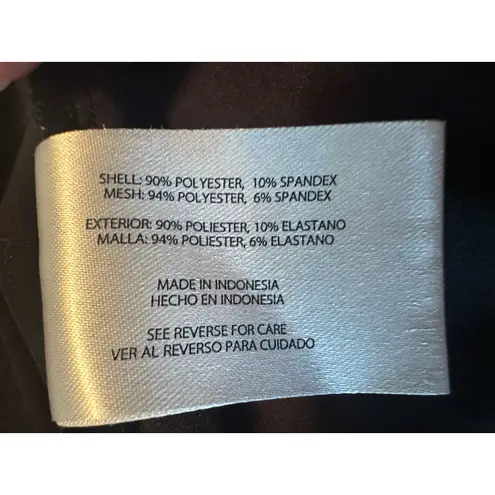 SHELL: 90% POLYESTER, 10% SPANDEX
MESH: 94% POLYESTER, 6% SPANDEX
EXTERIOR: 90% POLIESTER, 10% ELASTANO
MALLA: 94% POLIESTER, 6% ELASTANO
MADE IN INDONESIA
HECHO EN INDONESIA
SEE REVERSE FOR CARE
VER AL REVERSO PARA CUIDADO